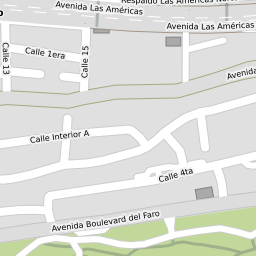 Respaldo Las Américas Nort
Avenida Las Américas
Avenida Las Américas
Calle 1era
Calle 15
Calle 13
Avenida
Calle Interior A
Calle 4ta
Avenida Boulevard del Faro